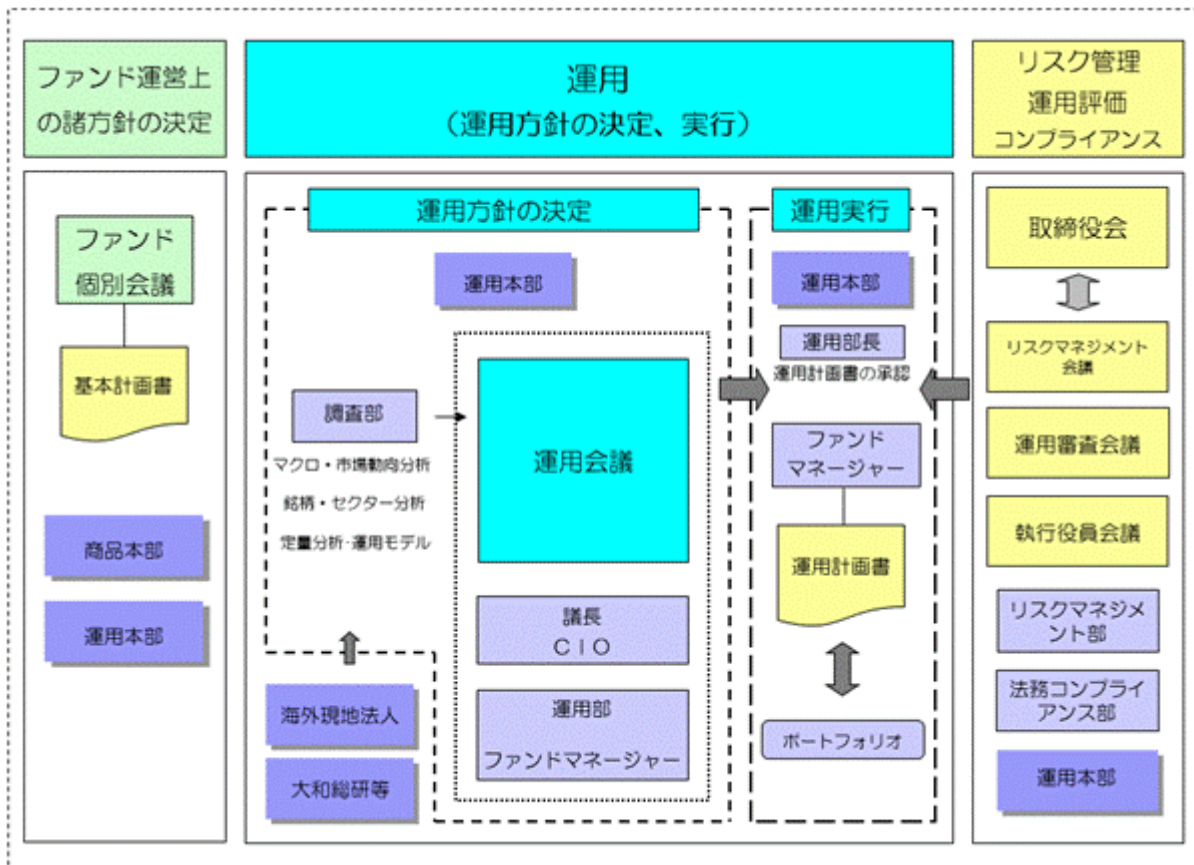 ファンド運営上
の諸方針の決定
運用
(運用方針の決定、実行)
リスク管理
運用評価
コンプライアンス
ファンド
個別会議
基本計画書
商品本部
運用本部
運用方針の決定
運用本部
調査部
マクロ・市場動向分析
銘柄・セクター分析
定量分析・運用モデル
運用会議
議長
CIO
運用部
ファンドマネージャー
海外現地法人
大和総研等
運用実行
運用本部
運用部長
運用計画書の承認
ファンド
マネージャー
運用計画書
ポートフォリオ
取締役会
リスクマネジメント
会議
運用審査会議
執行役員会議
リスクマネジメ
ント部
法務コンプライ
アンス部
運用本部